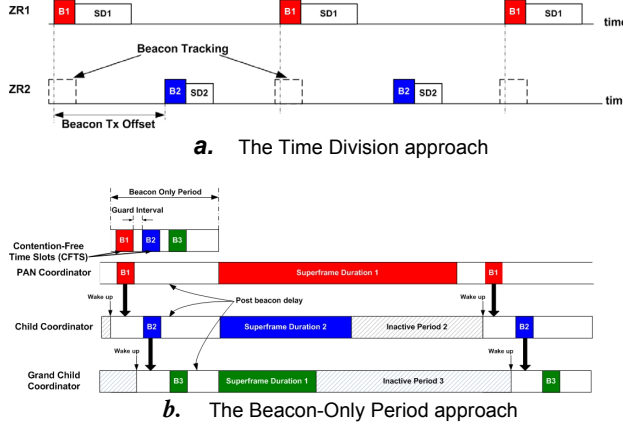 ZR1 B1 SD1 B1 SD1 B1 SD1 time
Beacon Tracking
ZR2 B2 SD2 B2 SD2 time
Beacon Tx Offset
a. The Time Division approach
Beacon Only Period
Guard Interval
B1 B2 B3
Contention-Free
Time Slots (CFTS)
PAN Coordinator B1 Superframe Duration 1 B1
Wake up Post beacon delay Wake up
Child Coordinator B2 Superframe Duration 2 Inactive Period 2 B2
Wake up Wake up
Grand Child
Coordinator B3 Superframe Duration 1 Inactive Period 3 B3
b. The Beacon-Only Period approach